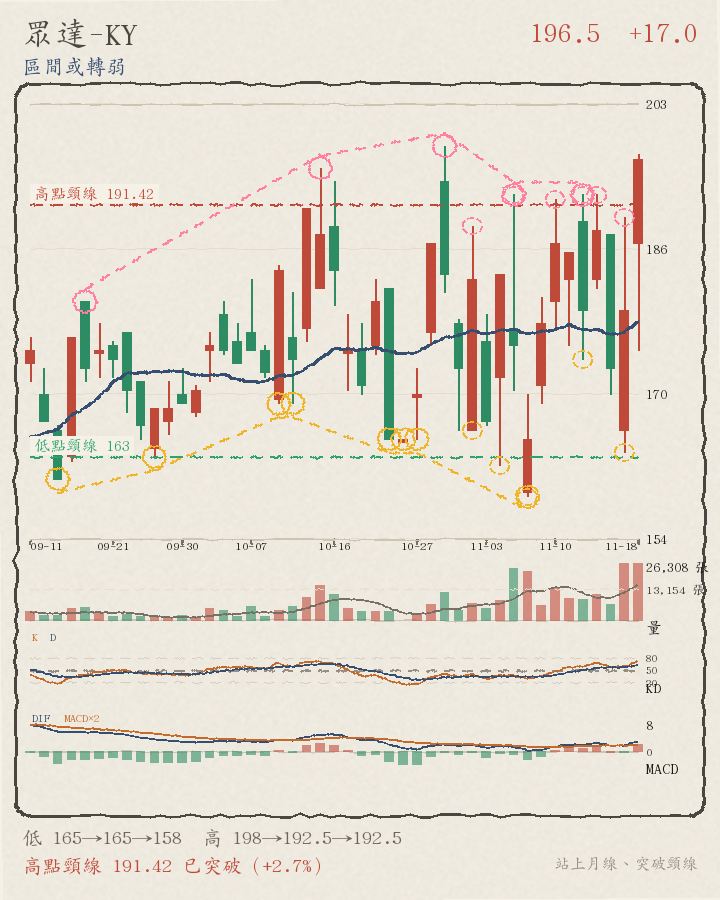 眾達-KY 196.5 +17.0
區間或轉弱
203
高點頸線 191.42
186
170
低點頸線 163
154
09-11 09-21 09-30 10-07 10-16 10-27 11-03 11-10 11-18
26,308 張
13,154 張
量
K D
80
50
20
KD
DIF MACD×2
8
0
MACD
低 165→165→158 高 198→192.5→192.5
高點頸線 191.42 已突破 (+2.7%) 站上月線、突破頸線